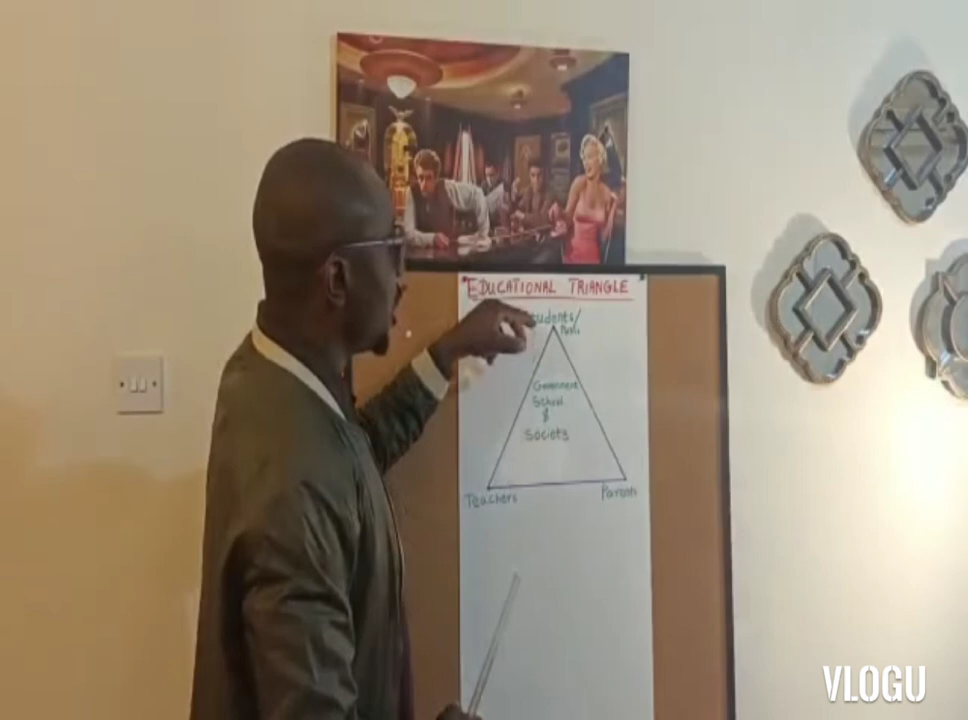 EDUCATIONAL TRIANGLE
Students/
Government
School
&
Society
Teachers
Parents
VLOGU